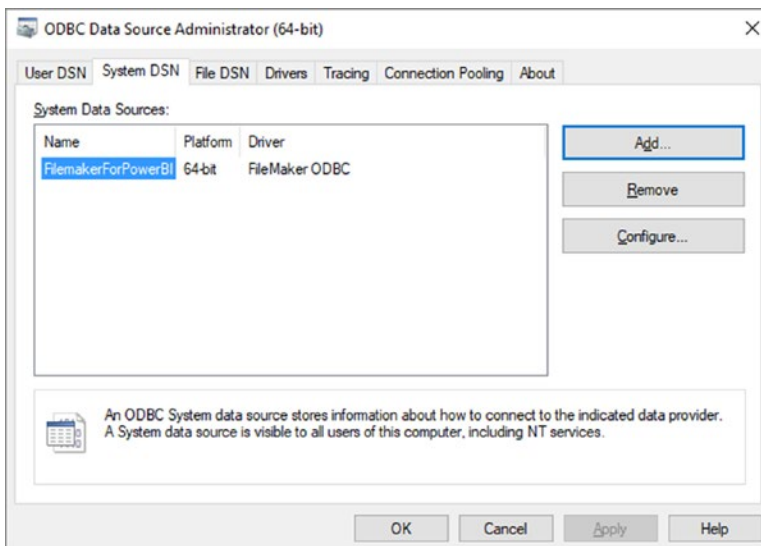 ODBC Data Source Administrator (64-bit)
User DSN System DSN File DSN Drivers Tracing Connection Pooling About
System Data Sources:
Name Platform Driver
FilemakerForPowerBI 64-bit FileMaker ODBC
Add...
Remove
Configure...
An ODBC System data source stores information about how to connect to the indicated data provider.
A System data source is visible to all users of this computer, including NT services.
OK Cancel Apply Help